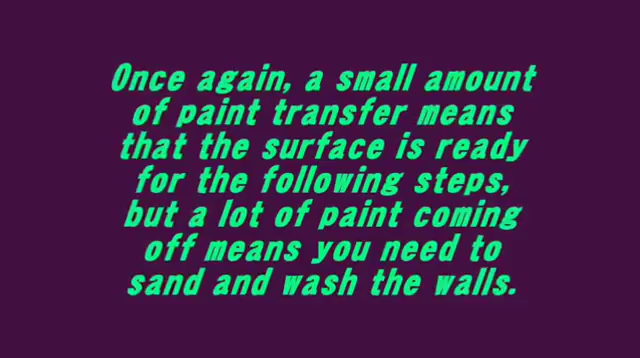 Once again, a small amount
of paint transfer means
that the surface is ready
for the following steps,
but a lot of paint coming
off means you need to
sand and wash the walls.